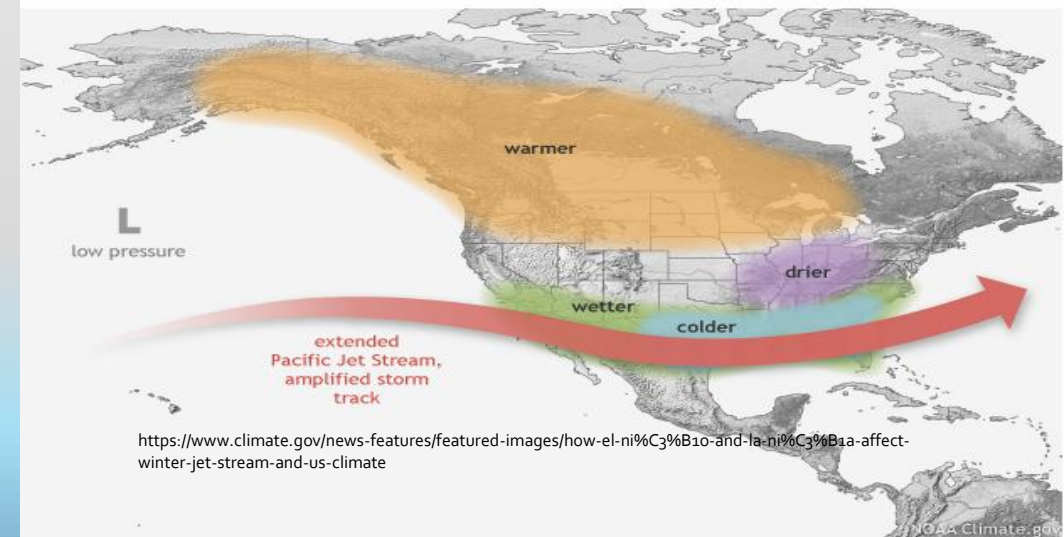 warmer
L
low pressure
drier
wetter
colder
extended
Pacific Jet Stream,
amplified storm
track
https://www.climate.gov/news-features/featured-images/how-el-ni%C3%B1o-and-la-ni%C3%B1a-affect-
winter-jet-stream-and-us-climate
NOAA Climate.gov